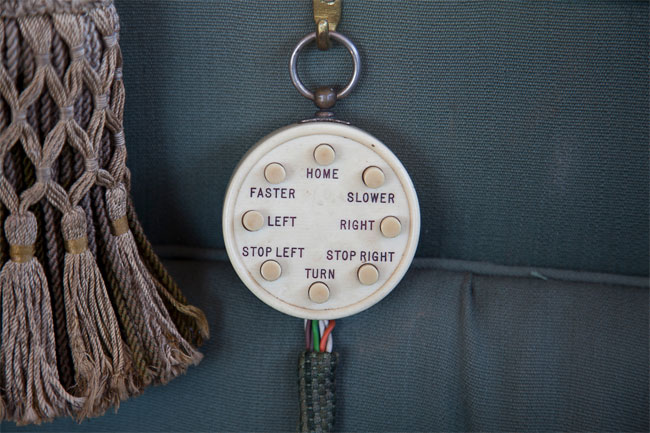 HOME
FASTER SLOWER
LEFT RIGHT
STOP LEFT STOP RIGHT
TURN